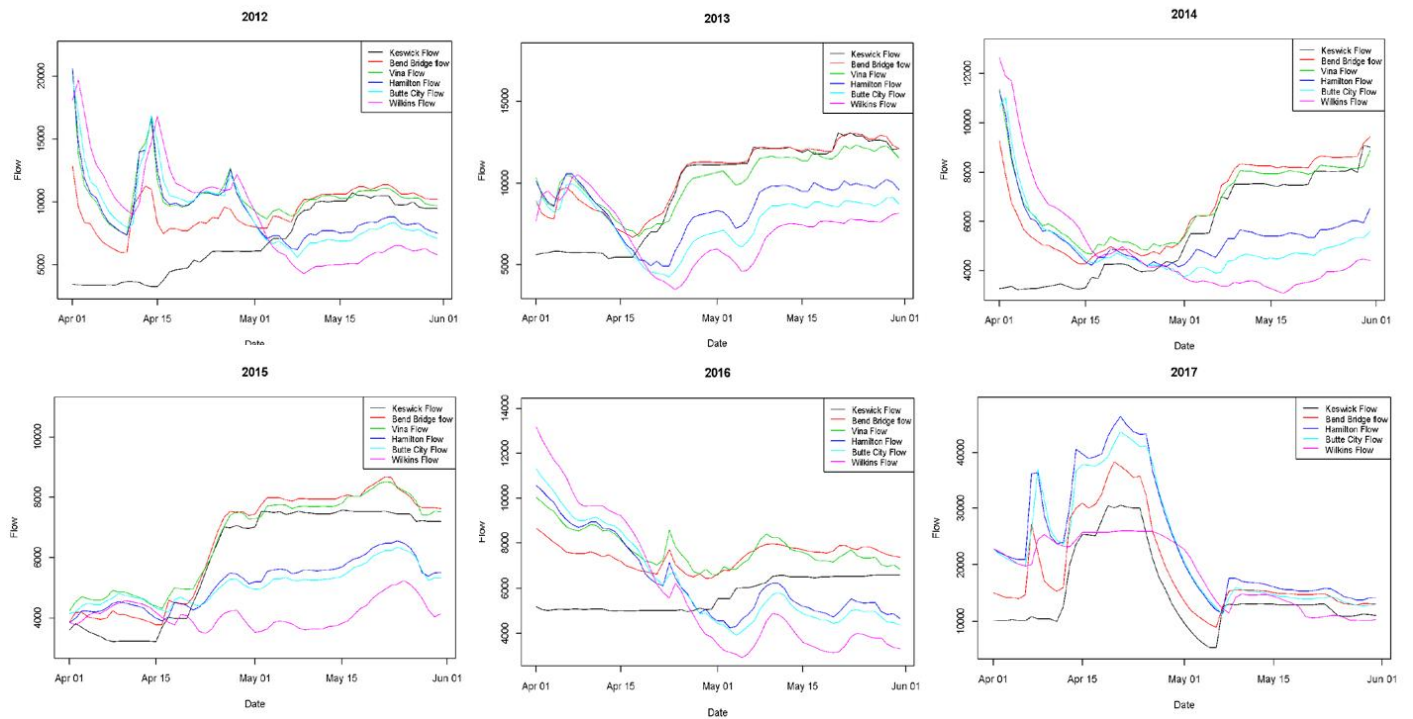 2012
Flow
20000
15000
10000
5000
Keswick Flow
Bend Bridge flow
Vina Flow
Hamilton Flow
Butte City Flow
Wilkins Flow
Apr 01
Apr 15
May 01
May 15
Jun 01
Date
2013
Flow
15000
10000
5000
Keswick Flow
Bend Bridge flow
Vina Flow
Hamilton Flow
Butte City Flow
Wilkins Flow
Apr 01
Apr 15
May 01
May 15
Jun 01
Date
2014
Flow
12000
10000
8000
6000
4000
Keswick Flow
Bend Bridge flow
Vina Flow
Hamilton Flow
Butte City Flow
Wilkins Flow
Apr 01
Apr 15
May 01
May 15
Jun 01
Date
2015
Flow
10000
8000
6000
4000
Keswick Flow
Bend Bridge flow
Vina Flow
Hamilton Flow
Butte City Flow
Wilkins Flow
Apr 01
Apr 15
May 01
May 15
Jun 01
Date
2016
Flow
14000
12000
10000
8000
6000
4000
Keswick Flow
Bend Bridge flow
Vina Flow
Hamilton Flow
Butte City Flow
Wilkins Flow
Apr 01
Apr 15
May 01
May 15
Jun 01
Date
2017
Flow
40000
30000
20000
10000
Keswick Flow
Bend Bridge flow
Hamilton Flow
Butte City Flow
Wilkins Flow
Apr 01
Apr 15
May 01
May 15
Jun 01
Date